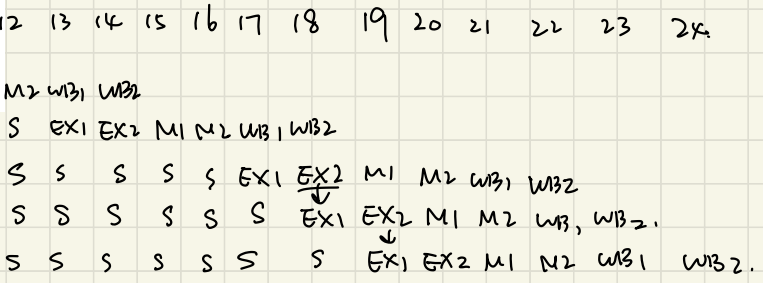 12 13 14 15 16 17 18 19 20 21 22 23 24.
M2 WB1 WB2
S EX1 EX2 M1 M2 WB1 WB2
S S S S S EX1 EX2 M1 M2 WB1 WB2
S S S S S S EX1 EX2 M1 M2 WB1 WB2.
S S S S S S S EX1 EX2 M1 M2 WB1 WB2.